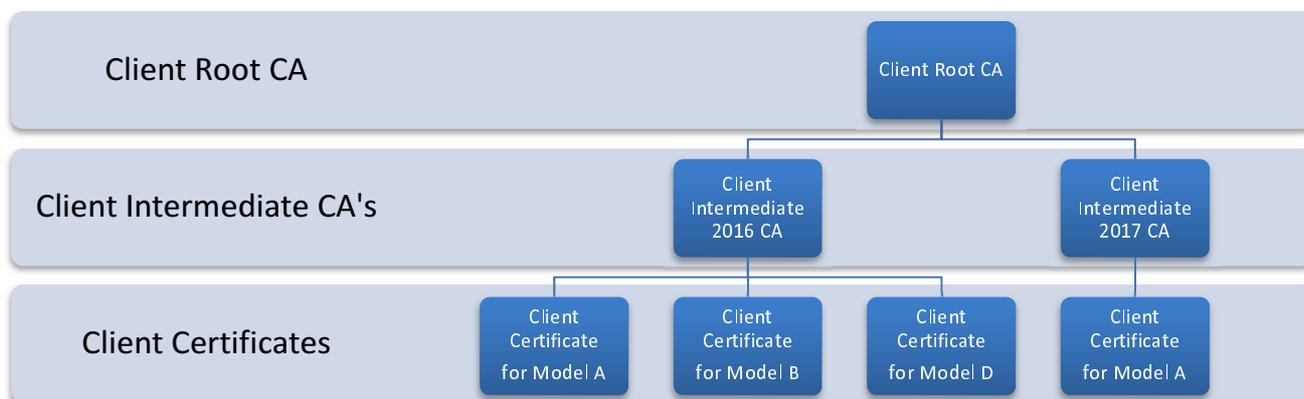 Client Root CA
Client Root CA
Client Intermediate CA's
Client
Intermediate
2016 CA
Client
Intermediate
2017 CA
Client Certificates
Client
Certificate
for Model A
Client
Certificate
for Model B
Client
Certificate
for Model D
Client
Certificate
for Model A